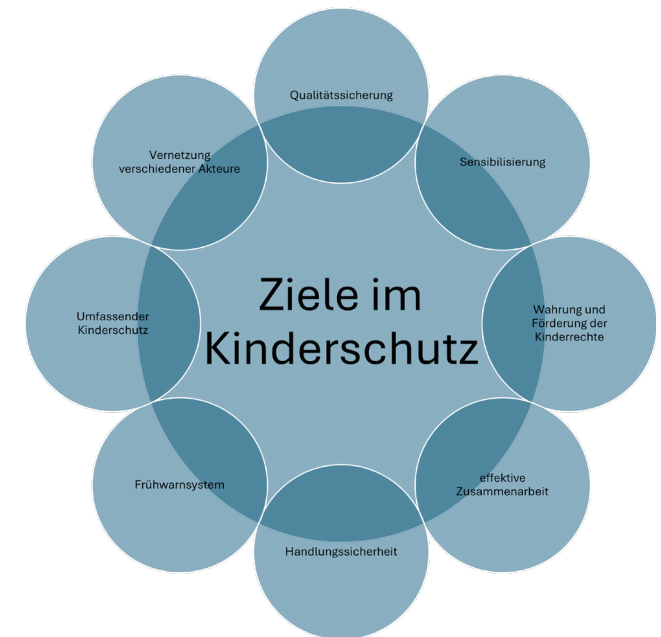 Ziele im
Kinderschutz
Qualitätssicherung
Sensibilisierung
Wahrung und
Förderung der
Kinderrechte
effektive
Zusammenarbeit
Handlungssicherheit
Frühwarnsystem
Umfassender
Kinderschutz
Vernetzung
verschiedener Akteure